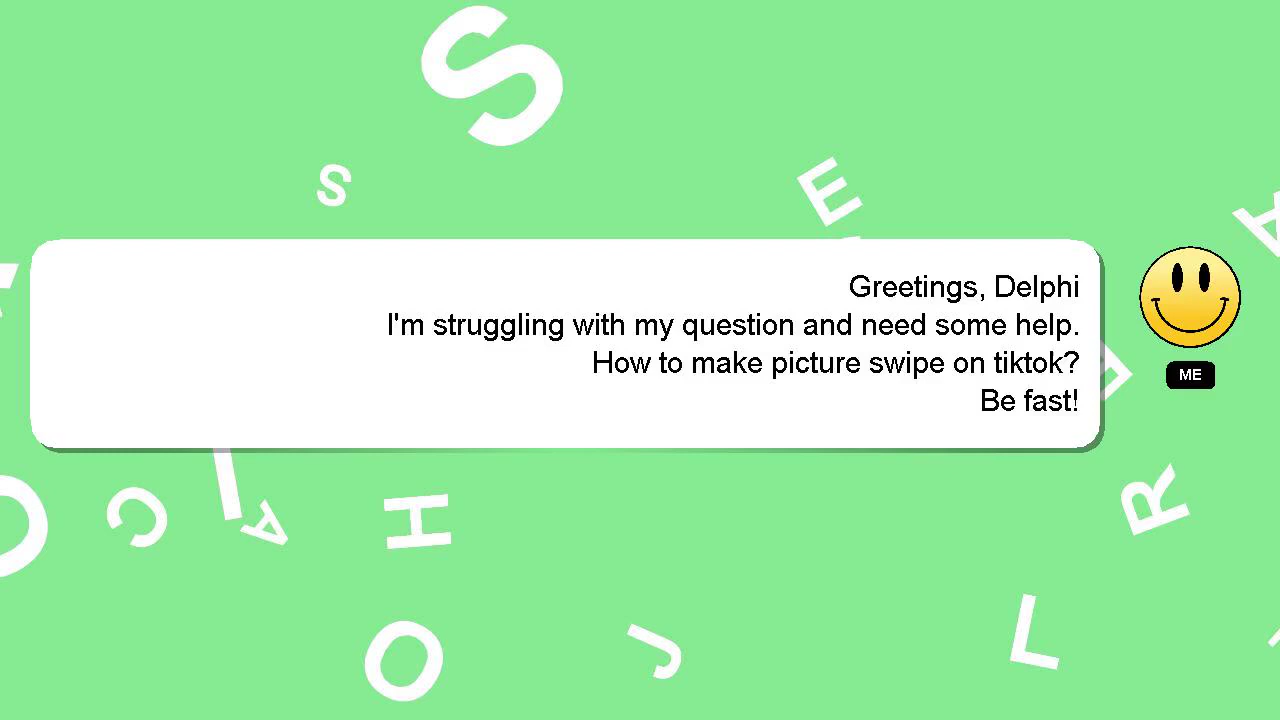 Greetings, Delphi
I'm struggling with my question and need some help.
How to make picture swipe on tiktok?
Be fast!
ME
S
S
E
A
E
C
A
H
R
O
J
L